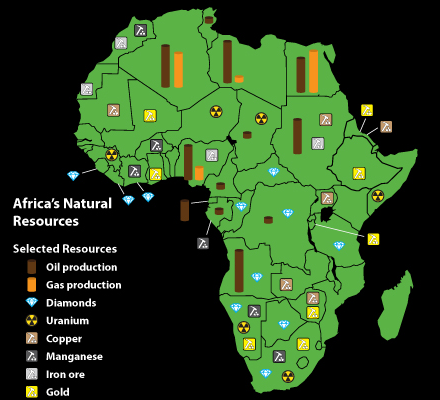 Africa's Natural
Resources
Selected Resources
Oil production
Gas production
Diamonds
Uranium
Copper
Manganese
Iron ore
Gold